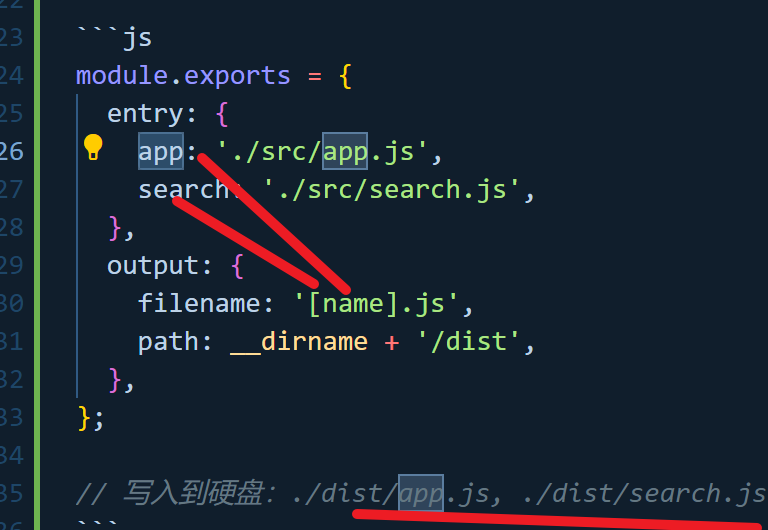 23 ```js
24 module.exports = {
25 entry: {
26 app: './src/app.js',
27 search: './src/search.js',
28 },
29 output: {
30 filename: '[name].js',
31 path: __dirname + '/dist',
32 },
33 };
34
35 // 写入到硬盘：./dist/app.js, ./dist/search.js
```